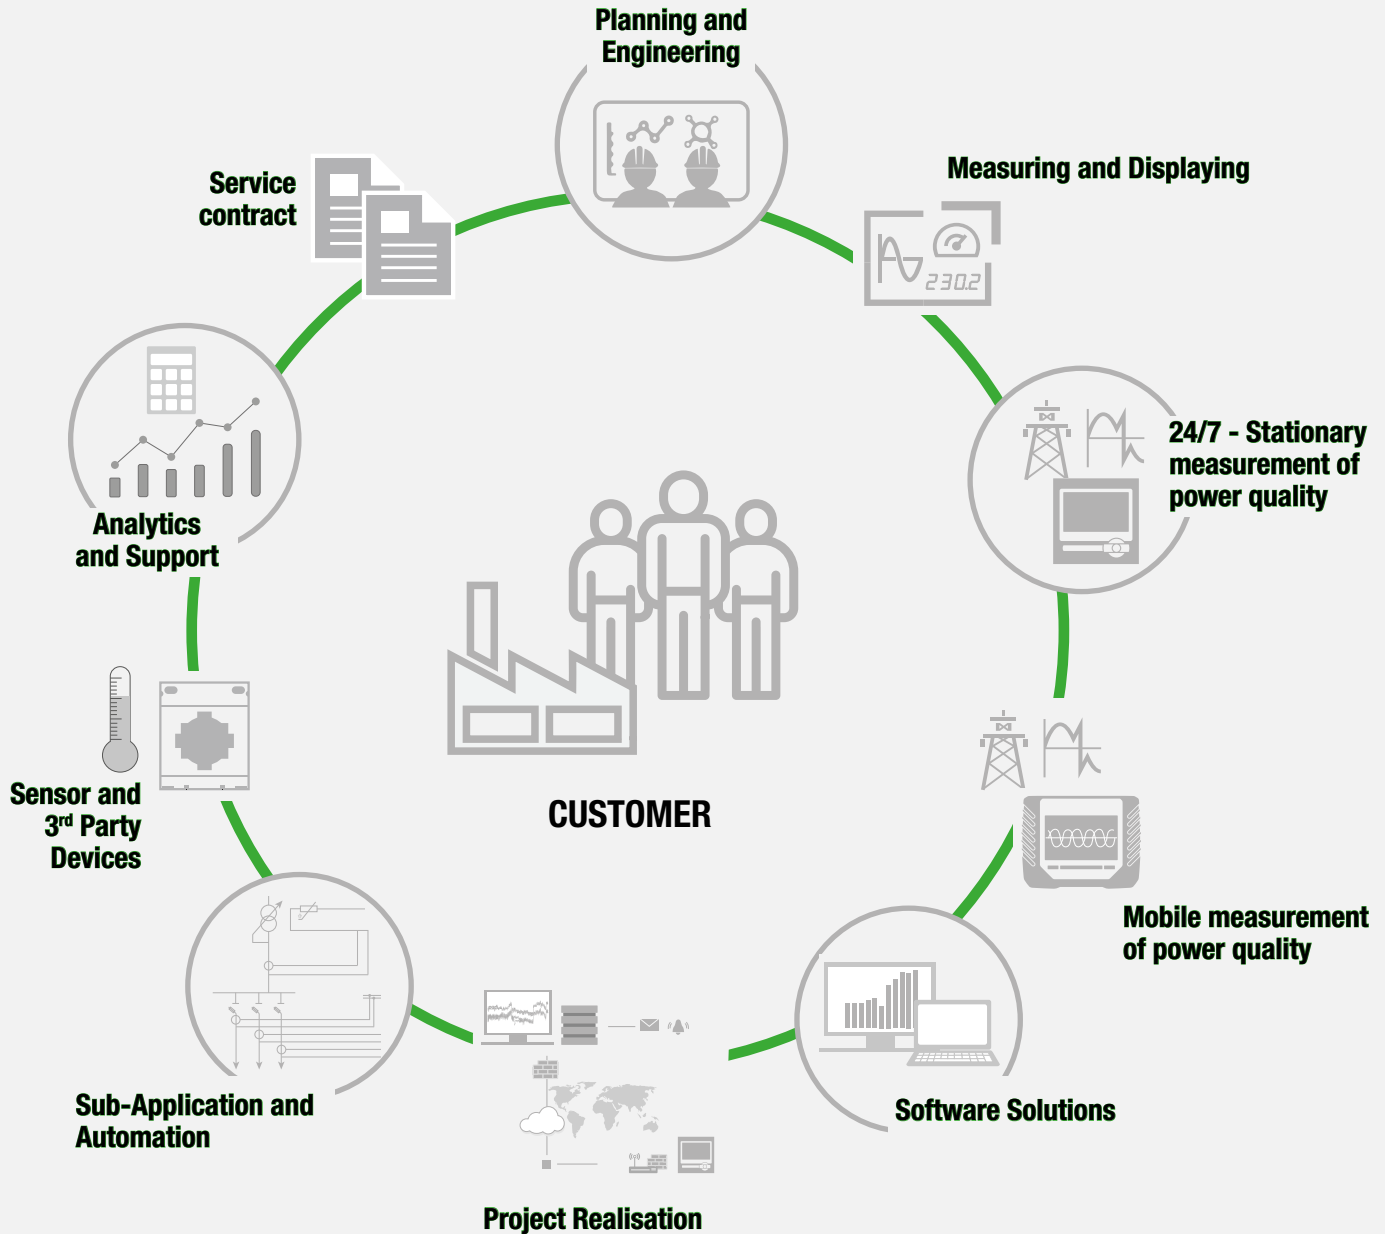 Planning and
Engineering
Measuring and Displaying
Service
contract
230.2
24/7 - Stationary
measurement of
power quality
Analytics
and Support
Sensor and
3rd Party
Devices
CUSTOMER
Mobile measurement
of power quality
Sub-Application and
Automation
Software Solutions
Project Realisation